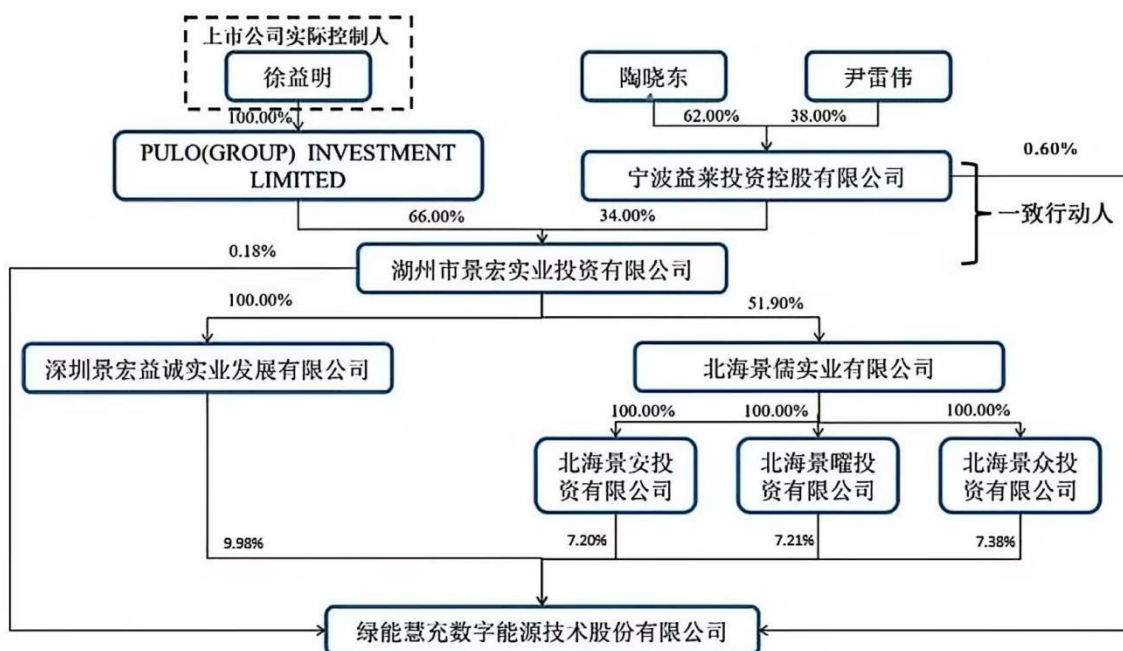 上市公司实际控制人
徐益明
陶晓东
尹雷伟
100.00%
62.00%
38.00%
PULO(GROUP) INVESTMENT
LIMITED
宁波益莱投资控股有限公司
0.60%
一致行动人
66.00%
34.00%
0.18%
湖州市景宏实业投资有限公司
100.00%
51.90%
深圳景宏益诚实业发展有限公司
北海景儒实业有限公司
100.00%
100.00%
100.00%
北海景安投
资有限公司
北海景曜投
资有限公司
北海景众投
资有限公司
9.98%
7.20%
7.21%
7.38%
绿能慧充数字能源技术股份有限公司